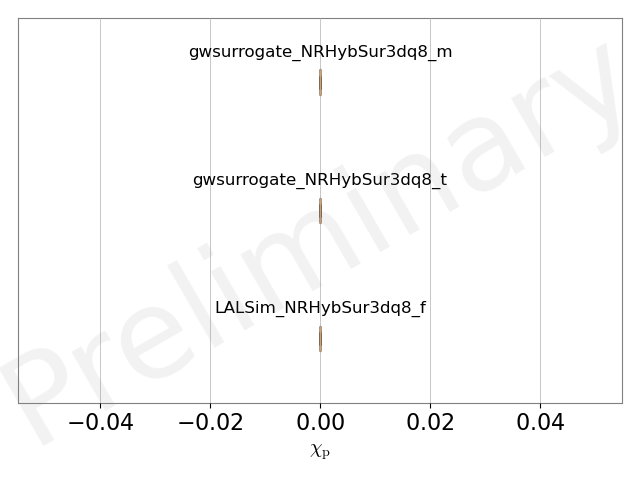 gwsurrogate_NRHybSur3dq8_m
gwsurrogate_NRHybSur3dq8_t
LALSim_NRHybSur3dq8_f
Preliminary
−0.04 −0.02 0.00 0.02 0.04
χp